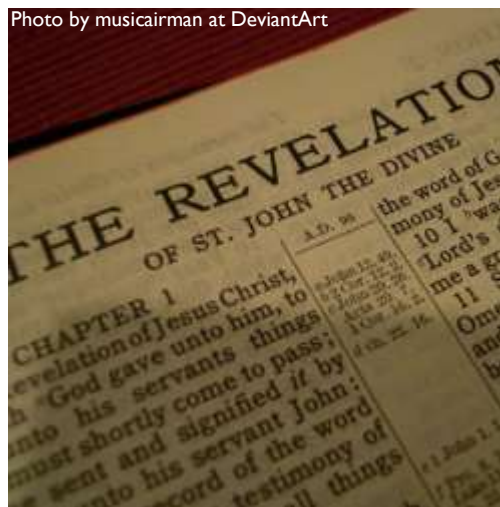 Photo by musicairman at DeviantArt
THE REVELATION
OF ST. JOHN THE DIVINE
CHAPTER 1
evelation of Jesus Christ,
h God gave unto him, to
unto his servants things
must shortly come to pass;
e sent and signified it by
unto his servant John:
ecord of the word
testimony of
all things
A.D. 96
the word of G
mony of Jes
10 I wa
Lord's
me a g
11 S
Om
and